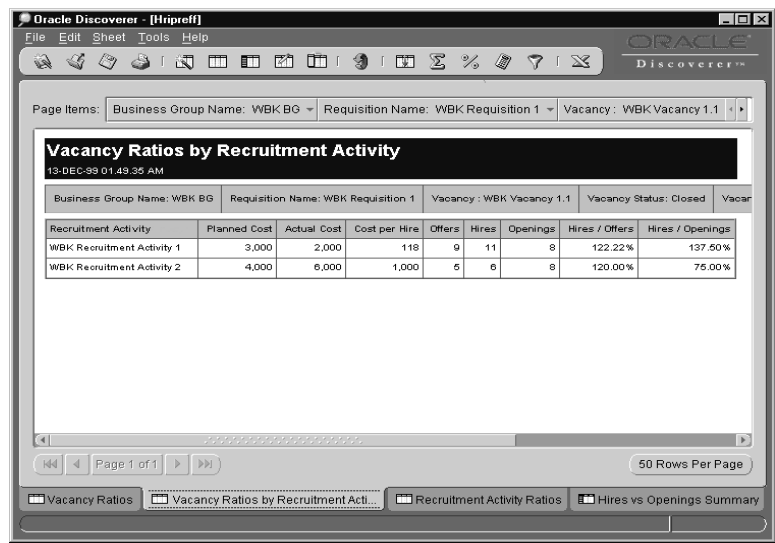 Oracle Discoverer - [Hripreff]
File Edit Sheet Tools Help
ORACLE
Discoverer™
Page Items: Business Group Name: WBK BG Requisition Name: WBK Requisition 1 Vacancy : WBK Vacancy 1.1
Vacancy Ratios by Recruitment Activity
13-DEC-99 01.49.35 AM
Business Group Name: WBK BG Requisition Name: WBK Requisition 1 Vacancy : WBK Vacancy 1.1 Vacancy Status: Closed Vacan
Recruitment Activity Planned Cost Actual Cost Cost per Hire Offers Hires Openings Hires / Offers Hires / Openings
WBK Recruitment Activity 1 3,000 2,000 118 9 11 8 122.22% 137.50%
WBK Recruitment Activity 2 4,000 6,000 1,000 5 6 8 120.00% 75.00%
Page 1 of 1 50 Rows Per Page
Vacancy Ratios Vacancy Ratios by Recruitment Acti... Recruitment Activity Ratios Hires vs Openings Summary